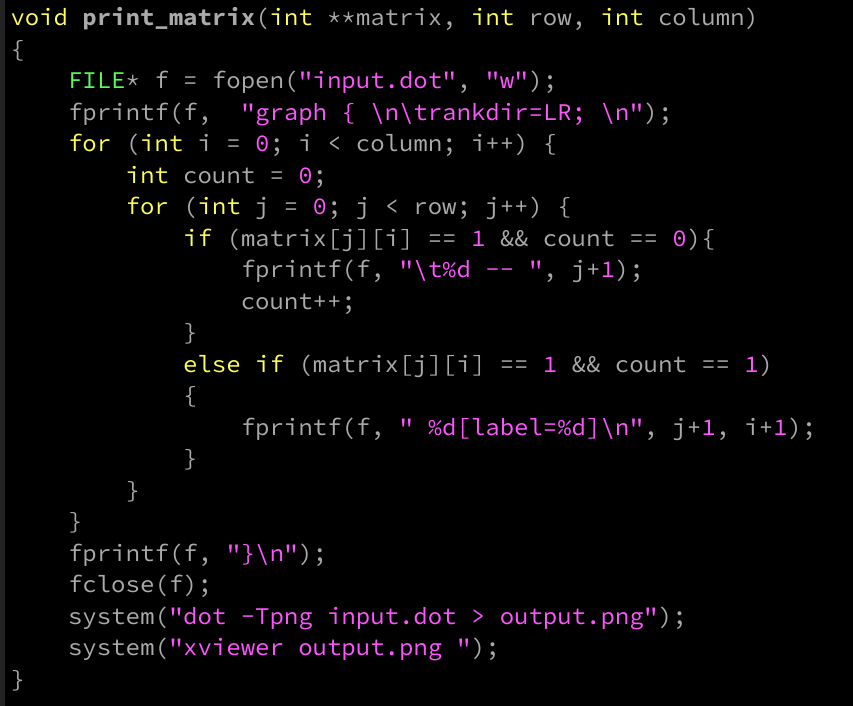 void print_matrix(int **matrix, int row, int column)
{
    FILE* f = fopen("input.dot", "w");
    fprintf(f,  "graph { \n\trankdir=LR; \n");
    for (int i = 0; i < column; i++) {
        int count = 0;
        for (int j = 0; j < row; j++) {
            if (matrix[j][i] == 1 && count == 0){
                fprintf(f, "\t%d -- ", j+1);
                count++;
            }
            else if (matrix[j][i] == 1 && count == 1)
            {
                fprintf(f, " %d[label=%d]\n", j+1, i+1);
            }
        }
    }
    fprintf(f, "}\n");
    fclose(f);
    system("dot -Tpng input.dot > output.png");
    system("xviewer output.png ");
}